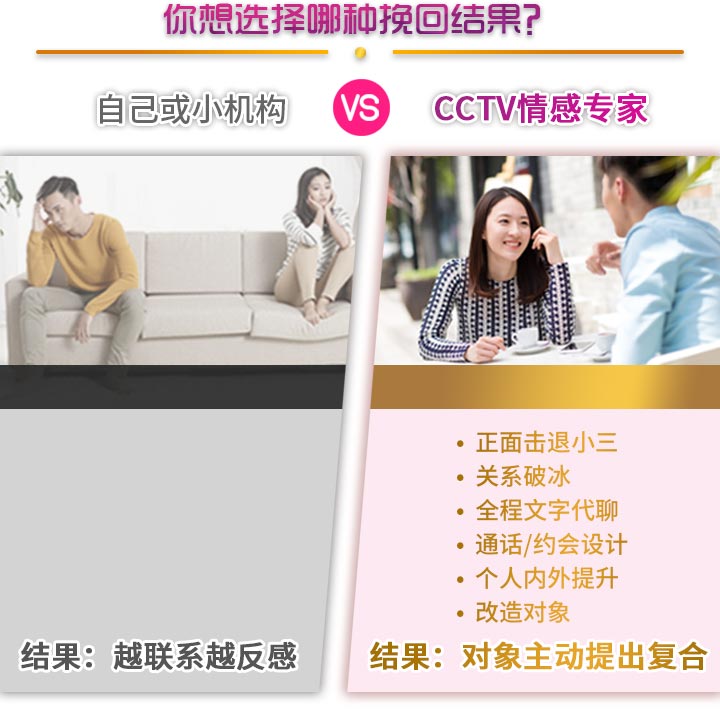 你想选择哪种挽回结果?
自己或小机构
VS
CCTV情感专家
结果：越联系越反感
• 正面击退小三
• 关系破冰
• 全程文字代聊
• 通话/约会设计
• 个人内外提升
• 改造对象
结果：对象主动提出复合